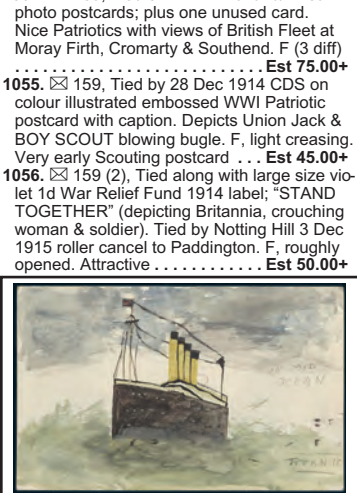 photo postcards; plus one unused card.
Nice Patriotics with views of British Fleet at
Moray Firth, Cromarty & Southend. F (3 diff)
. . . . . . . . . . . . . . . . . . . . . . . . . . . . . Est 75.00+
1055. ✉ 159, Tied by 28 Dec 1914 CDS on
colour illustrated embossed WWI Patriotic
postcard with caption. Depicts Union Jack &
BOY SCOUT blowing bugle. F, light creasing.
Very early Scouting postcard . . . Est 45.00+
1056. ✉ 159 (2), Tied along with large size vio-
let 1d War Relief Fund 1914 label; “STAND
TOGETHER” (depicting Britannia, crouching
woman & soldier). Tied by Notting Hill 3 Dec
1915 roller cancel to Paddington. F, roughly
opened. Attractive . . . . . . . . . . . . Est 50.00+